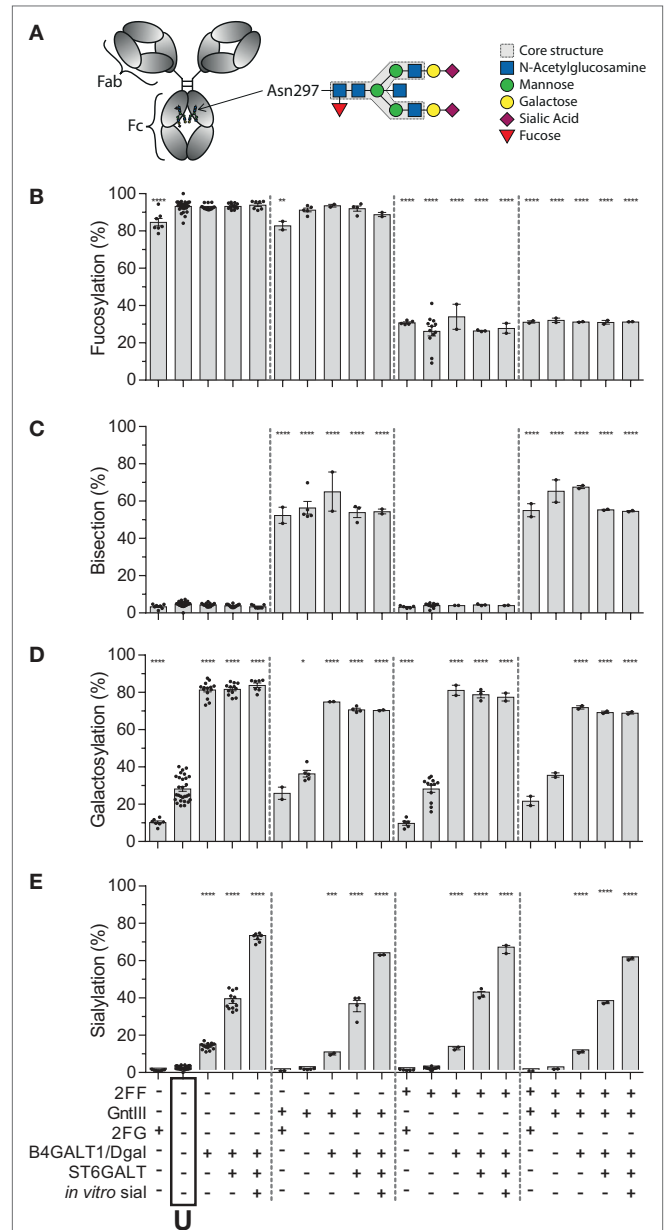 A
Fab
Fc
Asn297
Core structure
N-Acetylglucosamine
Mannose
Galactose
Sialic Acid
Fucose
B
Fucosylation (%)
100
80
60
40
20
0
**** ** **** **** **** **** **** **** **** **** **** ****
C
Bisection (%)
100
80
60
40
20
0
**** **** **** **** **** **** **** **** **** ****
D
Galactosylation (%)
100
80
60
40
20
0
**** **** **** **** * **** **** **** **** **** **** **** **** **** ****
E
Sialylation (%)
100
80
60
40
20
0
**** **** **** *** **** **** **** **** **** **** **** ****
2FF - - - - - - - - - - + + + + + + + + + +
GntIII - - - - - + + + + + - - - - - + + + + +
2FG + - - - - + - - - - + - - - - + - - - -
B4GALT1/Dgal - - + + + - - + + + - - + + + - - + + +
ST6GALT - - - + + - - - + + - - - + + - - - + +
in vitro sial - - - - + - - - - + - - - - + - - - - +
U